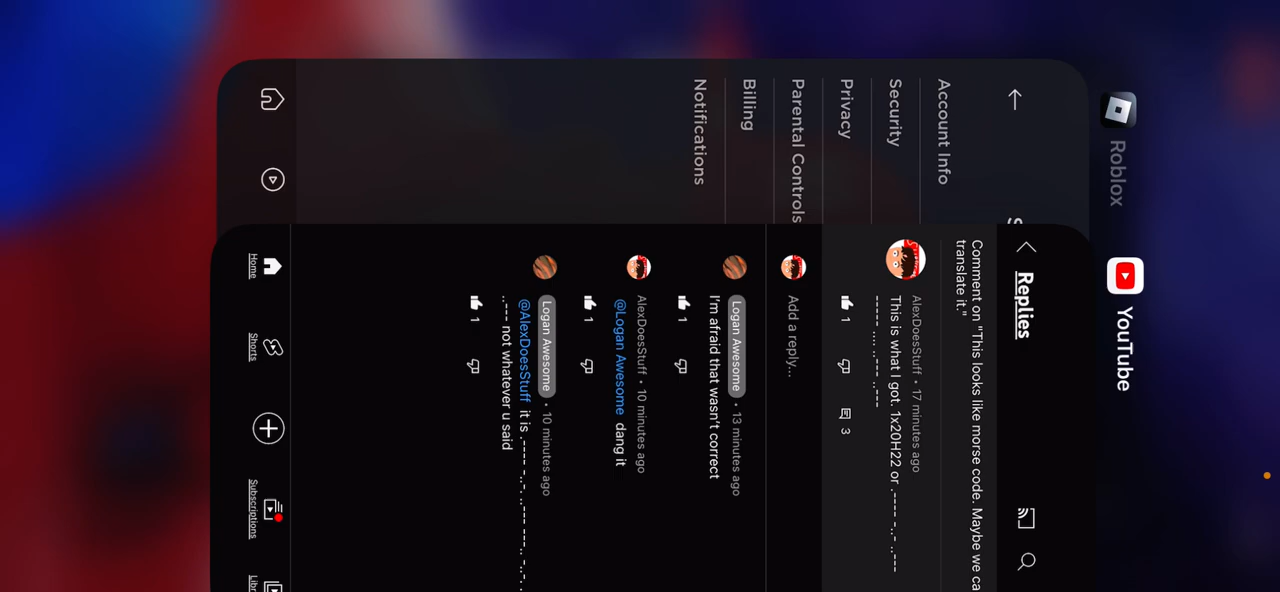 Roblox
Account Info
Security
Privacy
Parental Controls
Billing
Notifications
YouTube
Replies
Comment on "This looks like morse code. Maybe we ca
translate it."
AlexDoesStuff • 17 minutes ago
This is what I got. 1x20H22 or .---- -..- ..---
----- .... ..--- ..---
1
3
Add a reply...
Logan Awesome • 13 minutes ago
I'm afraid that wasn't correct
1
AlexDoesStuff • 10 minutes ago
@Logan Awesome dang it
1
Logan Awesome • 10 minutes ago
@AlexDoesStuff it is
..--- not whatever u said
1
Home
Shorts
Subscriptions
Libr